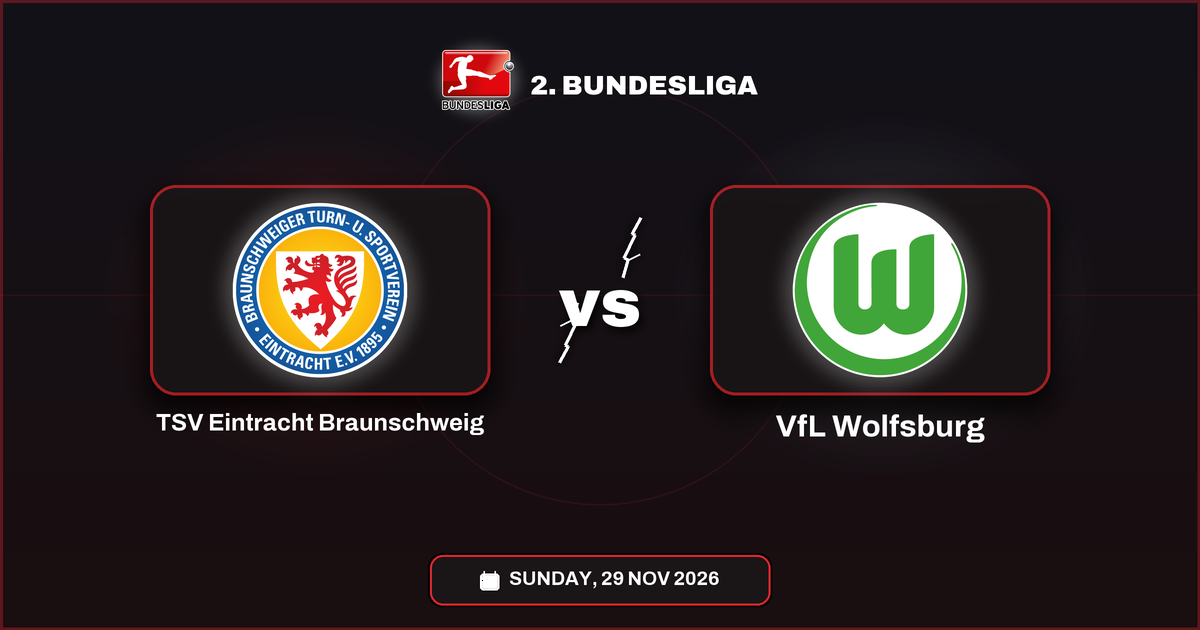 BUNDESLIGA
2. BUNDESLIGA
BRAUNSCHWEIGER TURN- U. SPORTVEREIN
• EINTRACHT E.V. 1895 •
W
VS
TSV Eintracht Braunschweig
VfL Wolfsburg
SUNDAY, 29 NOV 2026